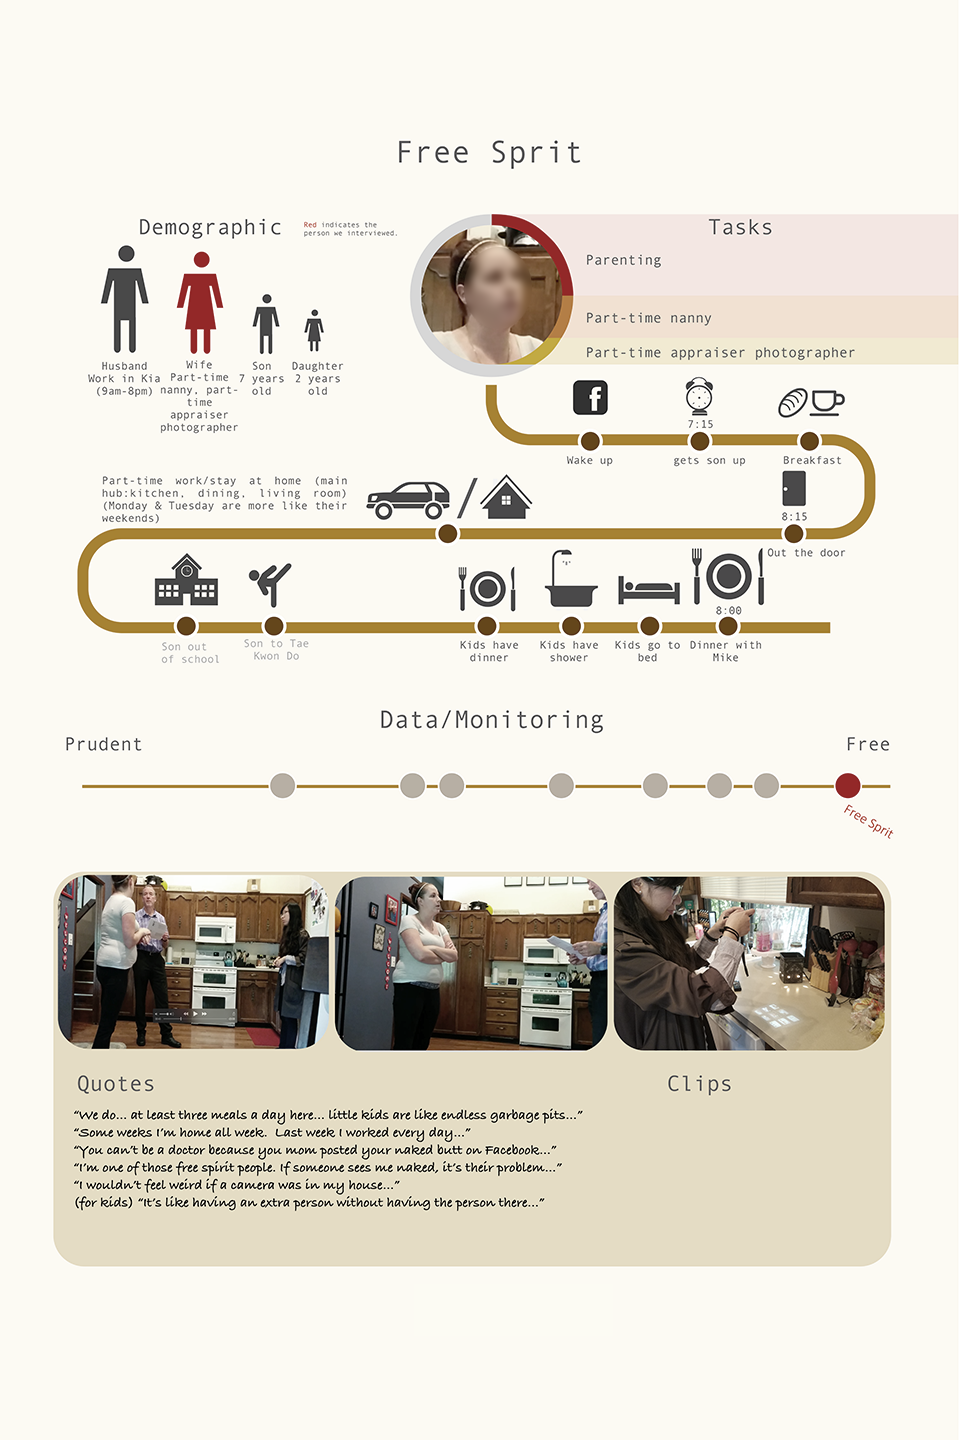 Free Sprit
Demographic
Red indicates the
person we interviewed.
Husband
Work in Kia
(9am-8pm)
Wife
Part-time
nanny, part-
time
appraiser
photographer
Son
7 years
old
Daughter
2 years
old
Tasks
Parenting
Part-time nanny
Part-time appraiser photographer
Wake up
7:15
gets son up
Breakfast
8:15
Out the door
Part-time work/stay at home (main
hub:kitchen, dining, living room)
(Monday & Tuesday are more like their
weekends)
Son out
of school
Son to Tae
Kwon Do
Kids have
dinner
Kids have
shower
Kids go to
bed
8:00
Dinner with
Mike
Data/Monitoring
Prudent
Free
Free Sprit
Quotes
Clips
“We do... at least three meals a day here... little kids are like endless garbage pits...”
“Some weeks I’m home all week.  Last week I worked every day...”
“You can’t be a doctor because you mom posted your naked butt on Facebook...”
“I’m one of those free spirit people. If someone sees me naked, it’s their problem...”
“I wouldn’t feel weird if a camera was in my house...”
(for kids) “It’s like having an extra person without having the person there...”